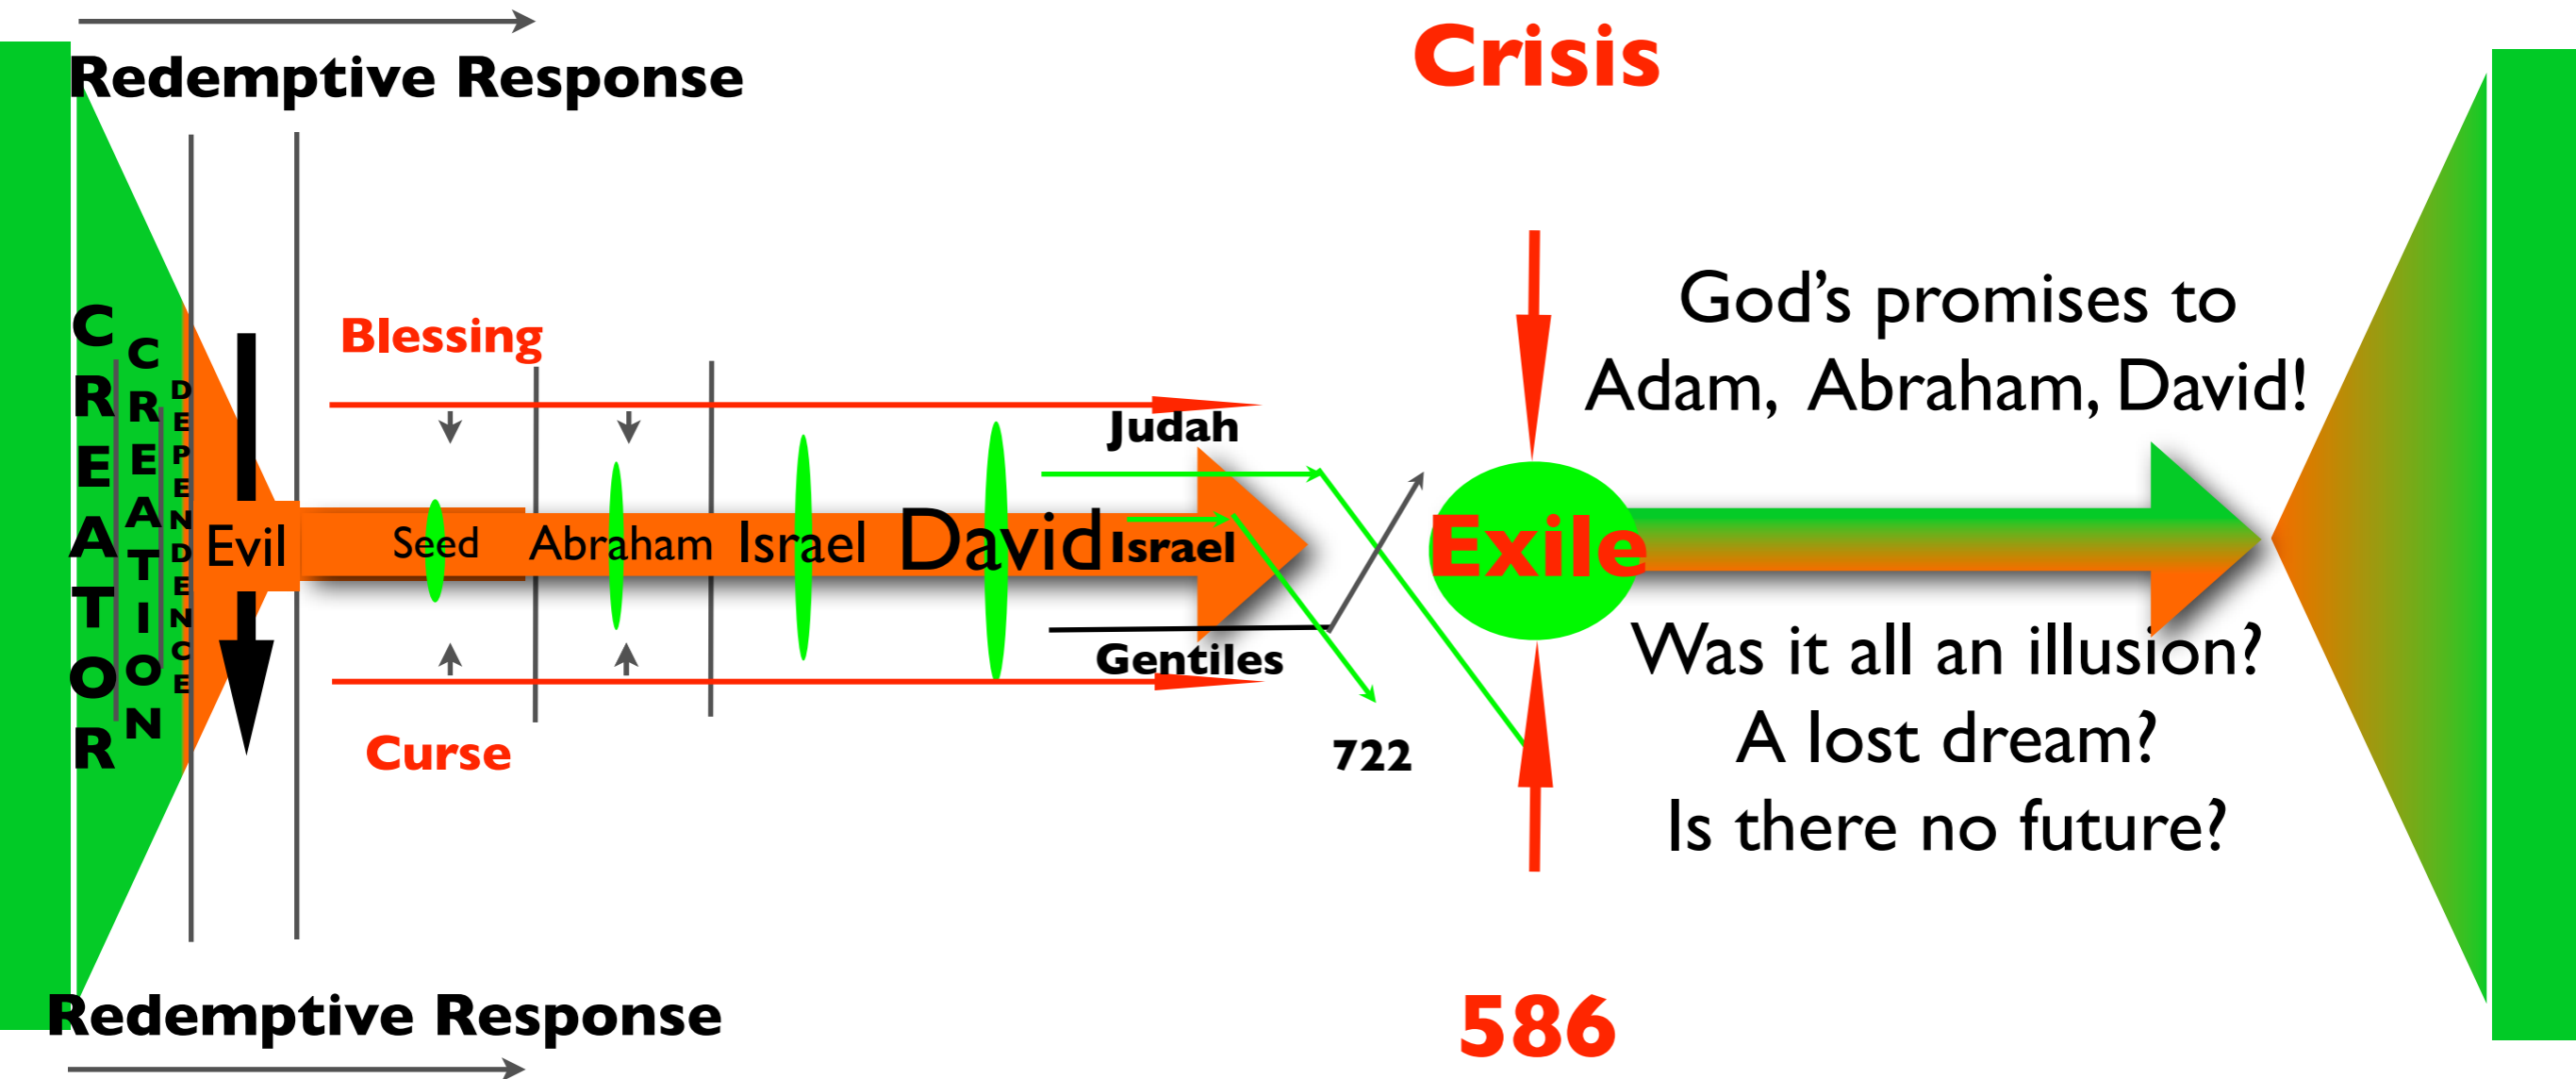 Redemptive Response
Crisis
CREATOR
CREATION
DEPENDENCE
Blessing
God’s promises to
Adam, Abraham, David!
Judah
Evil
Seed
Abraham
Israel
David
Israel
Exile
Gentiles
Was it all an illusion?
A lost dream?
Is there no future?
Curse
722
Redemptive Response
586